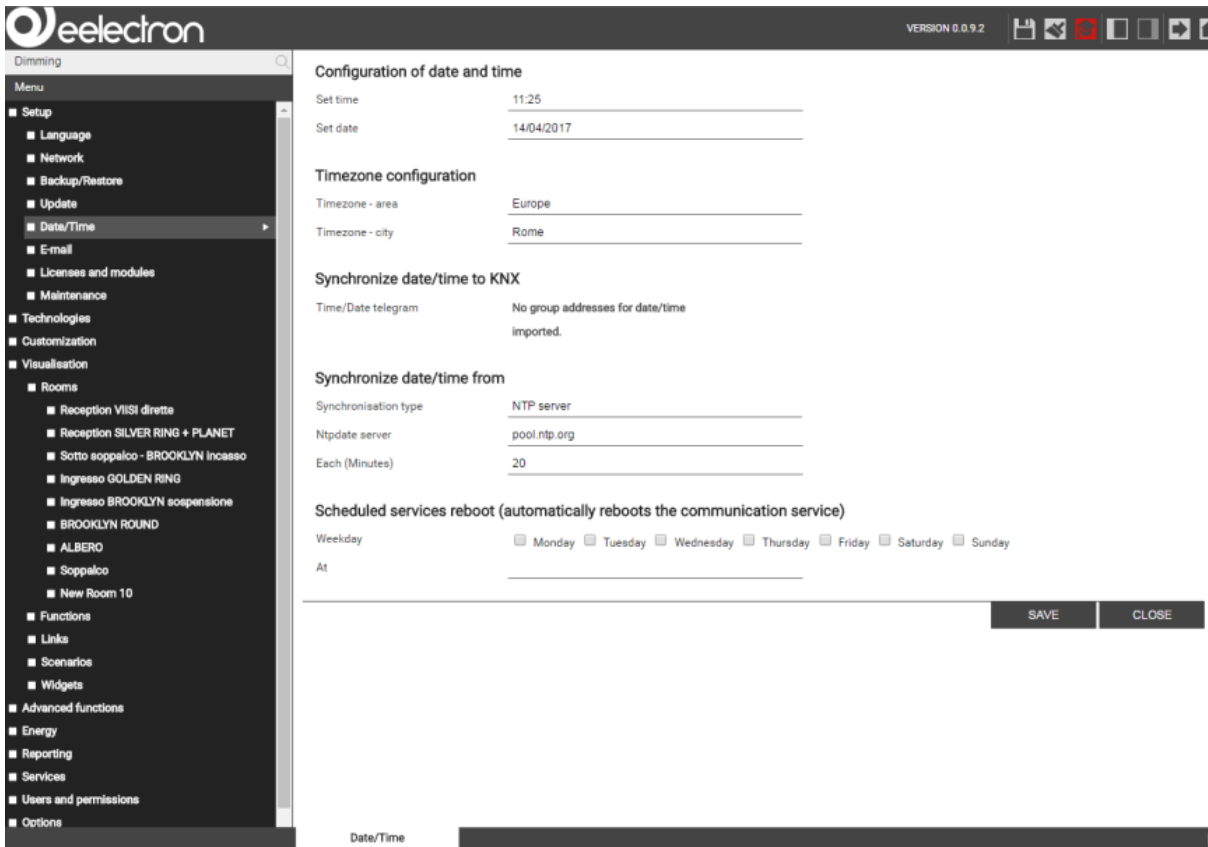 eelectron
VERSION 0.0.9.2
Dimming
Menu
Setup
Language
Network
Backup/Restore
Update
Date/Time
E-mail
Licenses and modules
Maintenance
Technologies
Customization
Visualisation
Rooms
Reception VIISI dirette
Reception SILVER RING + PLANET
Sotto soppalco - BROOKLYN incasso
Ingresso GOLDEN RING
Ingresso BROOKLYN sospensione
BROOKLYN ROUND
ALBERO
Soppalco
New Room 10
Functions
Links
Scenarios
Widgets
Advanced functions
Energy
Reporting
Services
Users and permissions
Options
Configuration of date and time
Set time 11:25
Set date 14/04/2017
Timezone configuration
Timezone - area Europe
Timezone - city Rome
Synchronize date/time to KNX
Time/Date telegram No group addresses for date/time
imported.
Synchronize date/time from
Synchronisation type NTP server
Ntpdate server pool.ntp.org
Each (Minutes) 20
Scheduled services reboot (automatically reboots the communication service)
Weekday Monday Tuesday Wednesday Thursday Friday Saturday Sunday
At
SAVE CLOSE
Date/Time